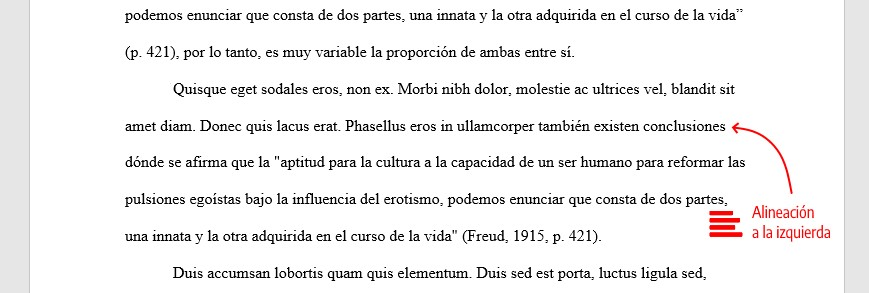 podemos enunciar que consta de dos partes, una innata y la otra adquirida en el curso de la vida”
(p. 421), por lo tanto, es muy variable la proporción de ambas entre sí.
Quisque eget sodales eros, non ex. Morbi nibh dolor, molestie ac ultrices vel, blandit sit
amet diam. Donec quis lacus erat. Phasellus eros in ullamcorper también existen conclusiones
dónde se afirma que la "aptitud para la cultura a la capacidad de un ser humano para reformar las
pulsiones egoístas bajo la influencia del erotismo, podemos enunciar que consta de dos partes,
una innata y la otra adquirida en el curso de la vida" (Freud, 1915, p. 421).
Duis accumsan lobortis quam quis elementum. Duis sed est porta, luctus ligula sed,
Alineación
a la izquierda